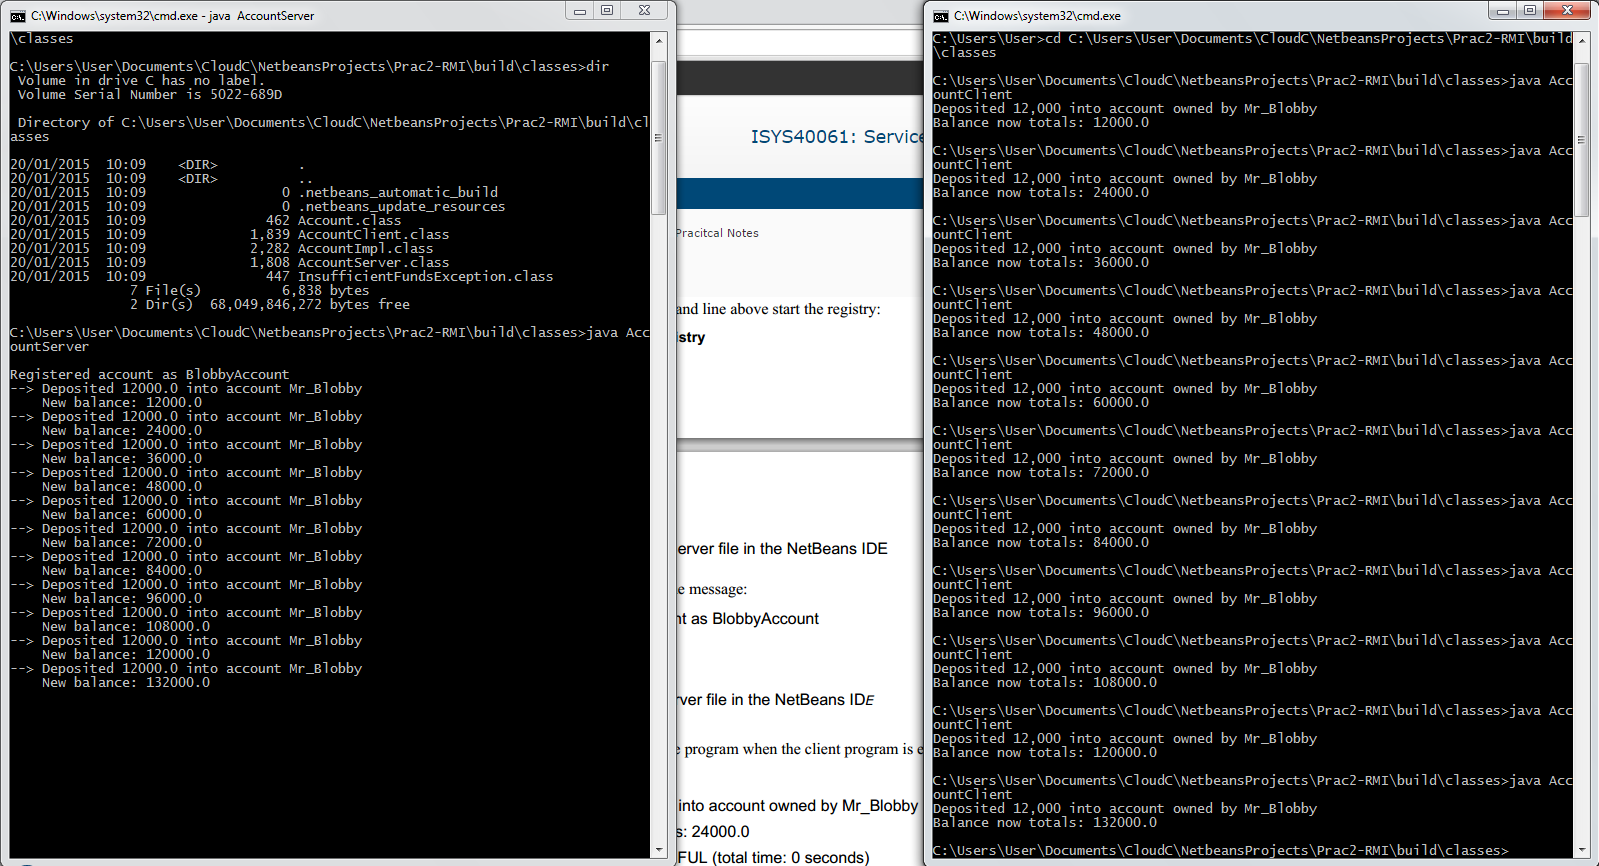 C:\Windows\system32\cmd.exe - java  AccountServer
\classes
C:\Users\User\Documents\CloudC\NetbeansProjects\Prac2-RMI\build\classes>dir
 Volume in drive C has no label.
 Volume Serial Number is 5022-689D
 Directory of C:\Users\User\Documents\CloudC\NetbeansProjects\Prac2-RMI\build\cl
asses
20/01/2015  10:09    <DIR>          .
20/01/2015  10:09    <DIR>          ..
20/01/2015  10:09                 0 .netbeans_automatic_build
20/01/2015  10:09                 0 .netbeans_update_resources
20/01/2015  10:09               462 Account.class
20/01/2015  10:09             1,839 AccountClient.class
20/01/2015  10:09             2,282 AccountImpl.class
20/01/2015  10:09             1,808 AccountServer.class
20/01/2015  10:09               447 InsufficientFundsException.class
               7 File(s)          6,838 bytes
               2 Dir(s)  68,049,846,272 bytes free
C:\Users\User\Documents\CloudC\NetbeansProjects\Prac2-RMI\build\classes>java Acc
ountServer
Registered account as BlobbyAccount
--> Deposited 12000.0 into account Mr_Blobby
    New balance: 12000.0
--> Deposited 12000.0 into account Mr_Blobby
    New balance: 24000.0
--> Deposited 12000.0 into account Mr_Blobby
    New balance: 36000.0
--> Deposited 12000.0 into account Mr_Blobby
    New balance: 48000.0
--> Deposited 12000.0 into account Mr_Blobby
    New balance: 60000.0
--> Deposited 12000.0 into account Mr_Blobby
    New balance: 72000.0
--> Deposited 12000.0 into account Mr_Blobby
    New balance: 84000.0
--> Deposited 12000.0 into account Mr_Blobby
    New balance: 96000.0
--> Deposited 12000.0 into account Mr_Blobby
    New balance: 108000.0
--> Deposited 12000.0 into account Mr_Blobby
    New balance: 120000.0
--> Deposited 12000.0 into account Mr_Blobby
    New balance: 132000.0
ISYS40061: Service
Pracitcal Notes
and line above start the registry:
istry
erver file in the NetBeans IDE
e message:
nt as BlobbyAccount
rver file in the NetBeans IDE
e program when the client program is e
into account owned by Mr_Blobby
s: 24000.0
FUL (total time: 0 seconds)
C:\Windows\system32\cmd.exe
C:\Users\User>cd C:\Users\User\Documents\CloudC\NetbeansProjects\Prac2-RMI\build
\classes
C:\Users\User\Documents\CloudC\NetbeansProjects\Prac2-RMI\build\classes>java Acc
ountClient
Deposited 12,000 into account owned by Mr_Blobby
Balance now totals: 12000.0
C:\Users\User\Documents\CloudC\NetbeansProjects\Prac2-RMI\build\classes>java Acc
ountClient
Deposited 12,000 into account owned by Mr_Blobby
Balance now totals: 24000.0
C:\Users\User\Documents\CloudC\NetbeansProjects\Prac2-RMI\build\classes>java Acc
ountClient
Deposited 12,000 into account owned by Mr_Blobby
Balance now totals: 36000.0
C:\Users\User\Documents\CloudC\NetbeansProjects\Prac2-RMI\build\classes>java Acc
ountClient
Deposited 12,000 into account owned by Mr_Blobby
Balance now totals: 48000.0
C:\Users\User\Documents\CloudC\NetbeansProjects\Prac2-RMI\build\classes>java Acc
ountClient
Deposited 12,000 into account owned by Mr_Blobby
Balance now totals: 60000.0
C:\Users\User\Documents\CloudC\NetbeansProjects\Prac2-RMI\build\classes>java Acc
ountClient
Deposited 12,000 into account owned by Mr_Blobby
Balance now totals: 72000.0
C:\Users\User\Documents\CloudC\NetbeansProjects\Prac2-RMI\build\classes>java Acc
ountClient
Deposited 12,000 into account owned by Mr_Blobby
Balance now totals: 84000.0
C:\Users\User\Documents\CloudC\NetbeansProjects\Prac2-RMI\build\classes>java Acc
ountClient
Deposited 12,000 into account owned by Mr_Blobby
Balance now totals: 96000.0
C:\Users\User\Documents\CloudC\NetbeansProjects\Prac2-RMI\build\classes>java Acc
ountClient
Deposited 12,000 into account owned by Mr_Blobby
Balance now totals: 108000.0
C:\Users\User\Documents\CloudC\NetbeansProjects\Prac2-RMI\build\classes>java Acc
ountClient
Deposited 12,000 into account owned by Mr_Blobby
Balance now totals: 120000.0
C:\Users\User\Documents\CloudC\NetbeansProjects\Prac2-RMI\build\classes>java Acc
ountClient
Deposited 12,000 into account owned by Mr_Blobby
Balance now totals: 132000.0
C:\Users\User\Documents\CloudC\NetbeansProjects\Prac2-RMI\build\classes>